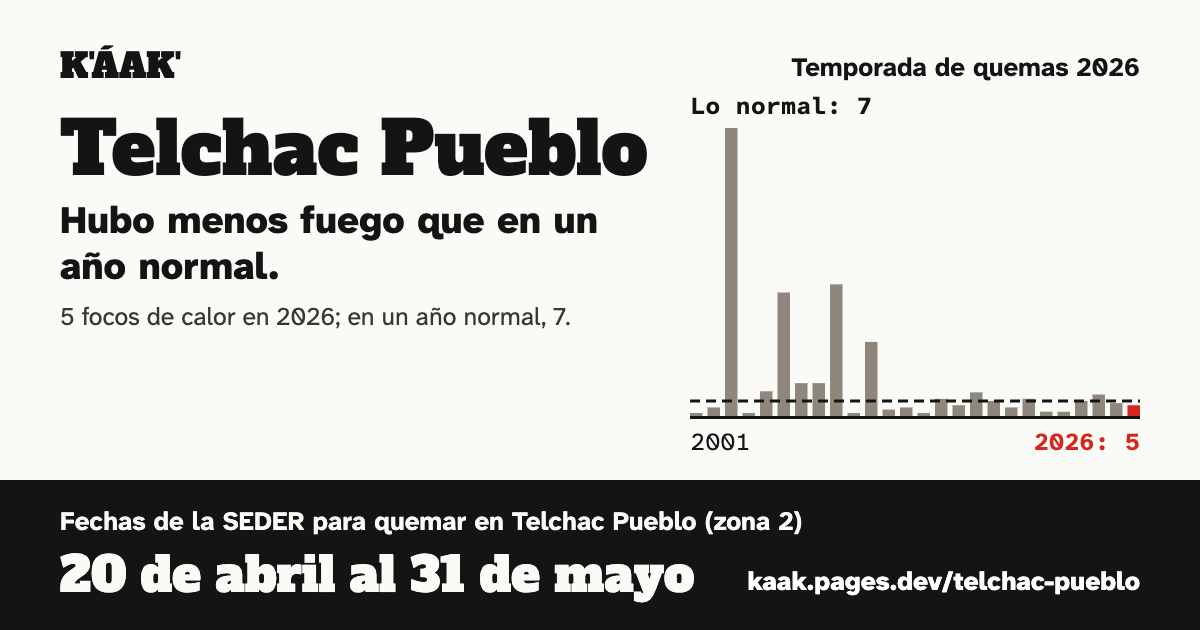 K'ÁAK'
Telchac Pueblo
Hubo menos fuego que en un
año normal.
5 focos de calor en 2026; en un año normal, 7.
Temporada de quemas 2026
Lo normal: 7
2001
2026: 5
Fechas de la SEDER para quemar en Telchac Pueblo (zona 2)
20 de abril al 31 de mayo
kaak.pages.dev/telchac-pueblo